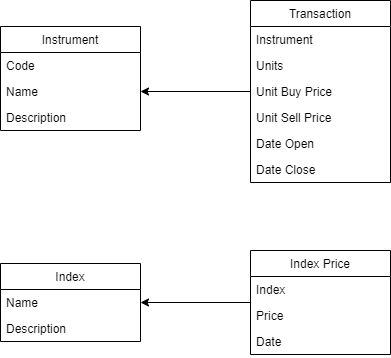 Instrument
Code
Name
Description
Transaction
Instrument
Units
Unit Buy Price
Unit Sell Price
Date Open
Date Close
Index
Name
Description
Index Price
Index
Price
Date